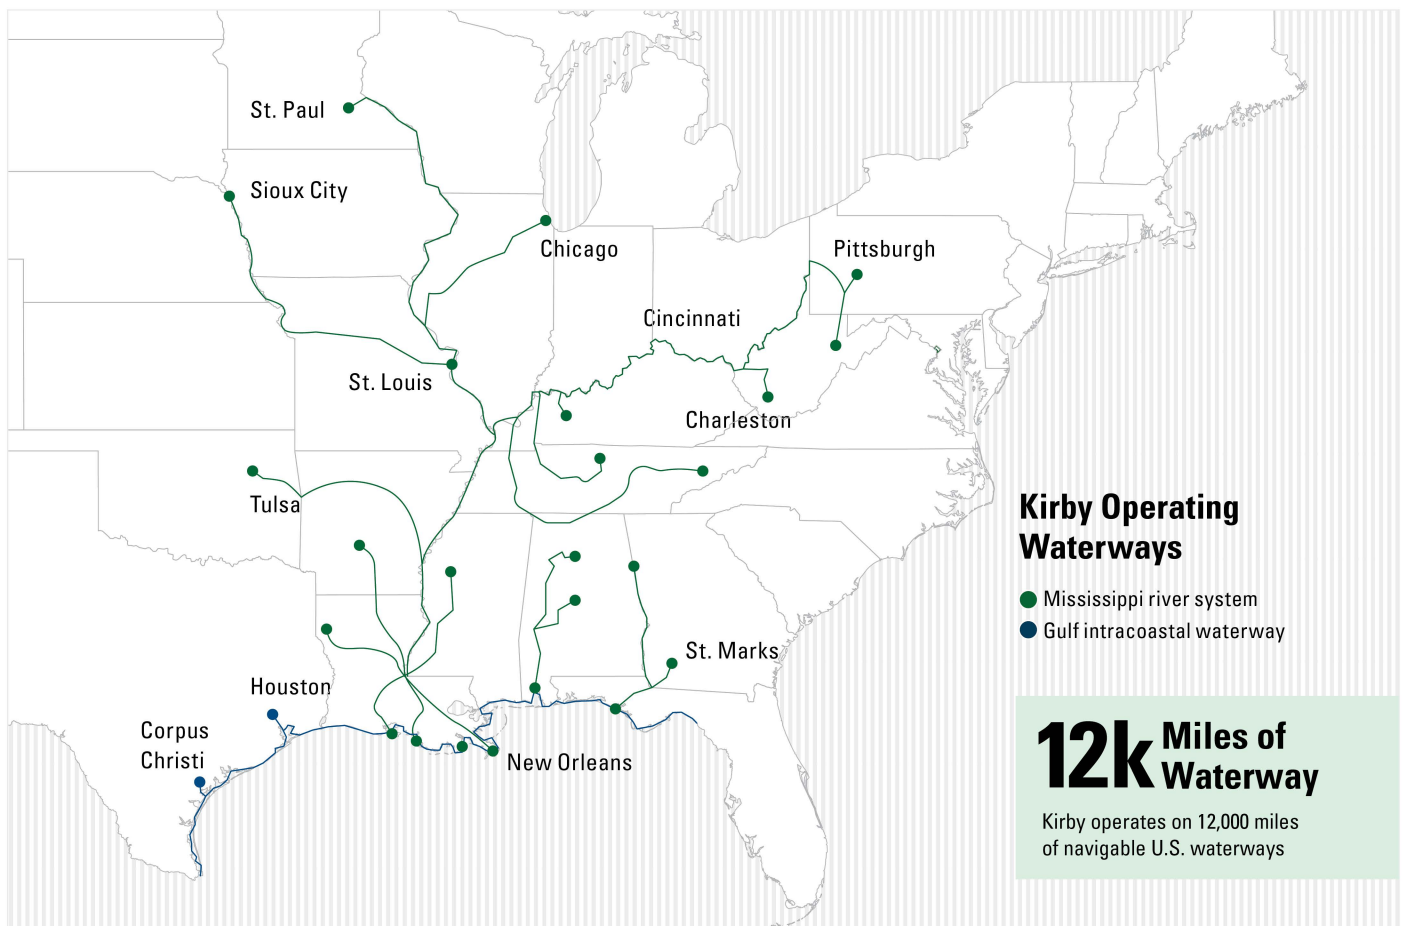 St. Paul
Sioux City
Chicago
Pittsburgh
Cincinnati
St. Louis
Charleston
Tulsa
Kirby Operating
Waterways
Mississippi river system
Gulf intracoastal waterway
St. Marks
Houston
Corpus
Christi
New Orleans
12k Miles of
Waterway
Kirby operates on 12,000 miles
of navigable U.S. waterways